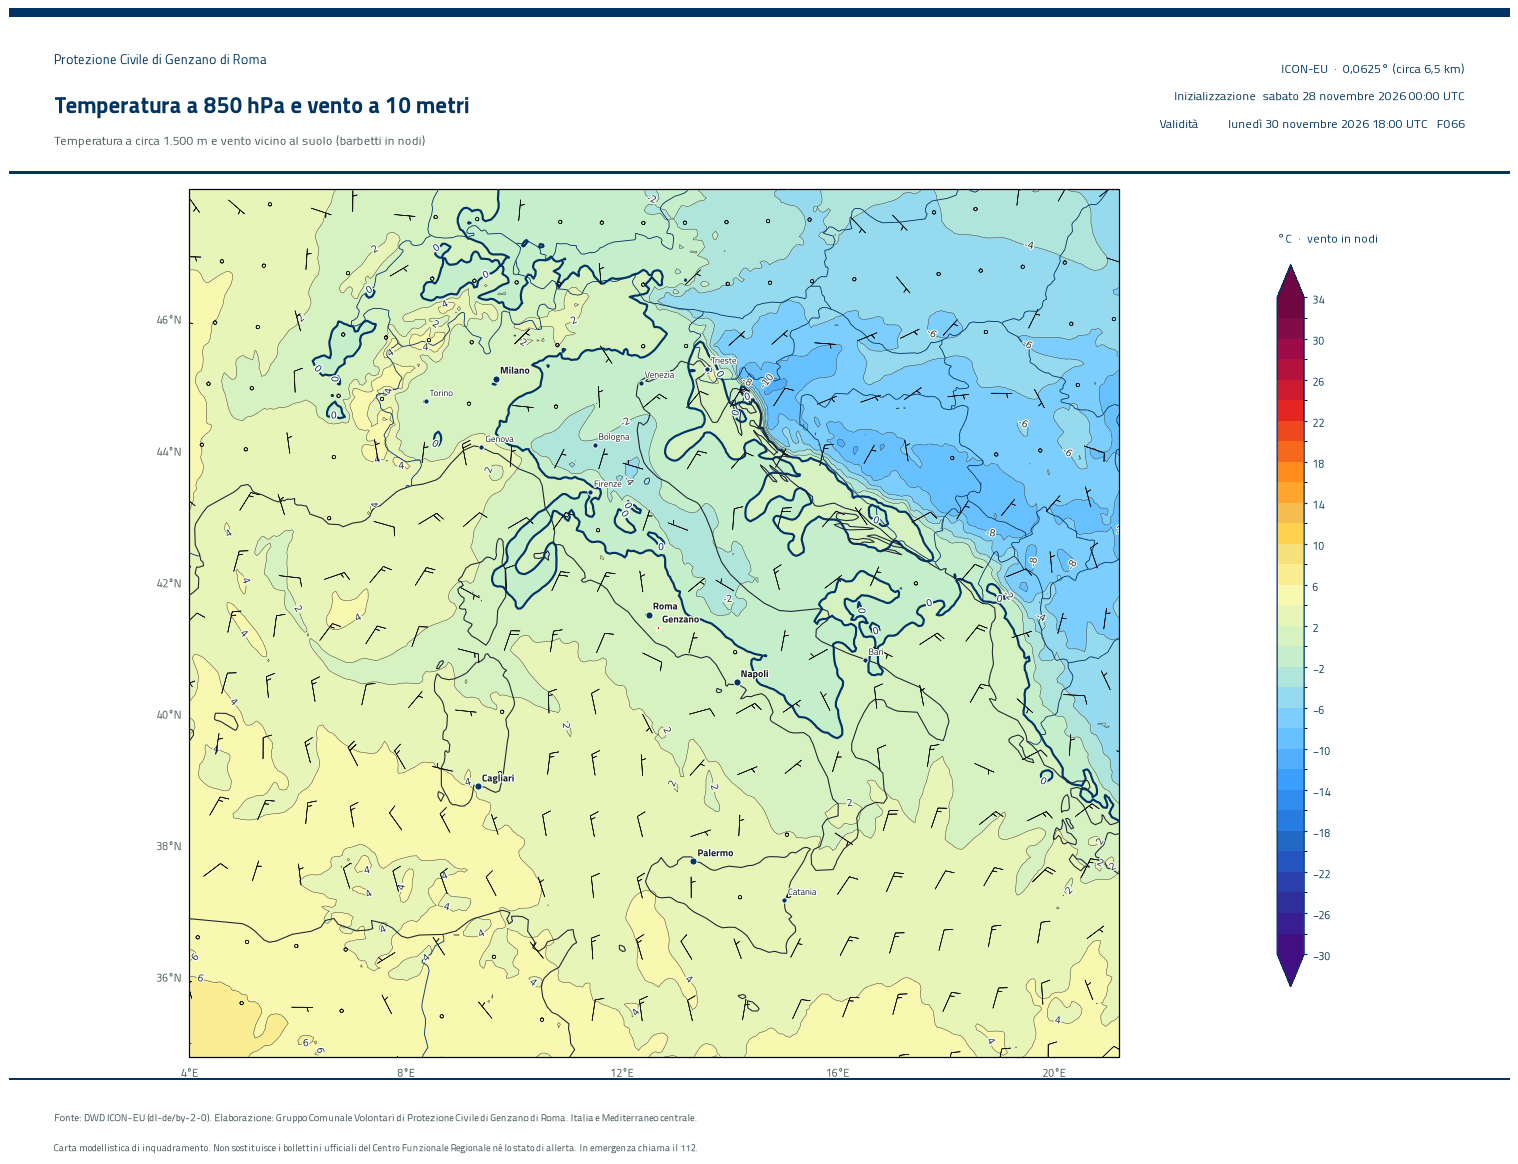 Protezione Civile di Genzano di Roma
Temperatura a 850 hPa e vento a 10 metri
Temperatura a circa 1.500 m e vento vicino al suolo (barbetti in nodi)
ICON-EU · 0,0625° (circa 6,5 km)
Inizializzazione sabato 28 novembre 2026 00:00 UTC
Validità lunedì 30 novembre 2026 18:00 UTC F066
°C · vento in nodi
34
30
26
22
18
14
10
6
2
−2
−6
−10
−14
−18
−22
−26
−30
46°N
44°N
42°N
40°N
38°N
36°N
4°E
8°E
12°E
16°E
20°E
Trieste
Milano
Venezia
Torino
Genova
Bologna
Firenze
Roma
Genzano
Bari
Napoli
Cagliari
Palermo
Catania
Fonte: DWD ICON-EU (dl-de/by-2-0). Elaborazione: Gruppo Comunale Volontari di Protezione Civile di Genzano di Roma. Italia e Mediterraneo centrale.
Carta modellistica di inquadramento. Non sostituisce i bollettini ufficiali del Centro Funzionale Regionale né lo stato di allerta. In emergenza chiama il 112.